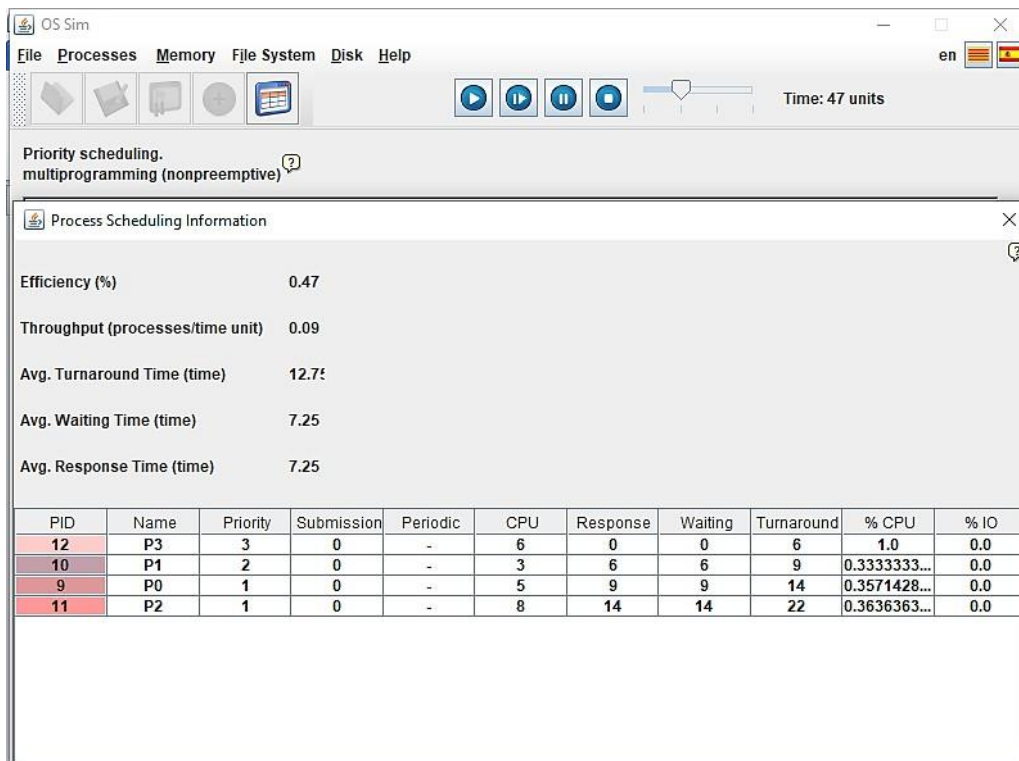 OS Sim
File Processes Memory File System Disk Help en
Time: 47 units
Priority scheduling.
multiprogramming (nonpreemptive)
Process Scheduling Information
Efficiency (%) 0.47
Throughput (processes/time unit) 0.09
Avg. Turnaround Time (time) 12.75
Avg. Waiting Time (time) 7.25
Avg. Response Time (time) 7.25
PID Name Priority Submission Periodic CPU Response Waiting Turnaround % CPU % IO
12 P3 3 0 - 6 0 0 6 1.0 0.0
10 P1 2 0 - 3 6 6 9 0.3333333... 0.0
9 P0 1 0 - 5 9 9 14 0.3571428... 0.0
11 P2 1 0 - 8 14 14 22 0.3636363... 0.0